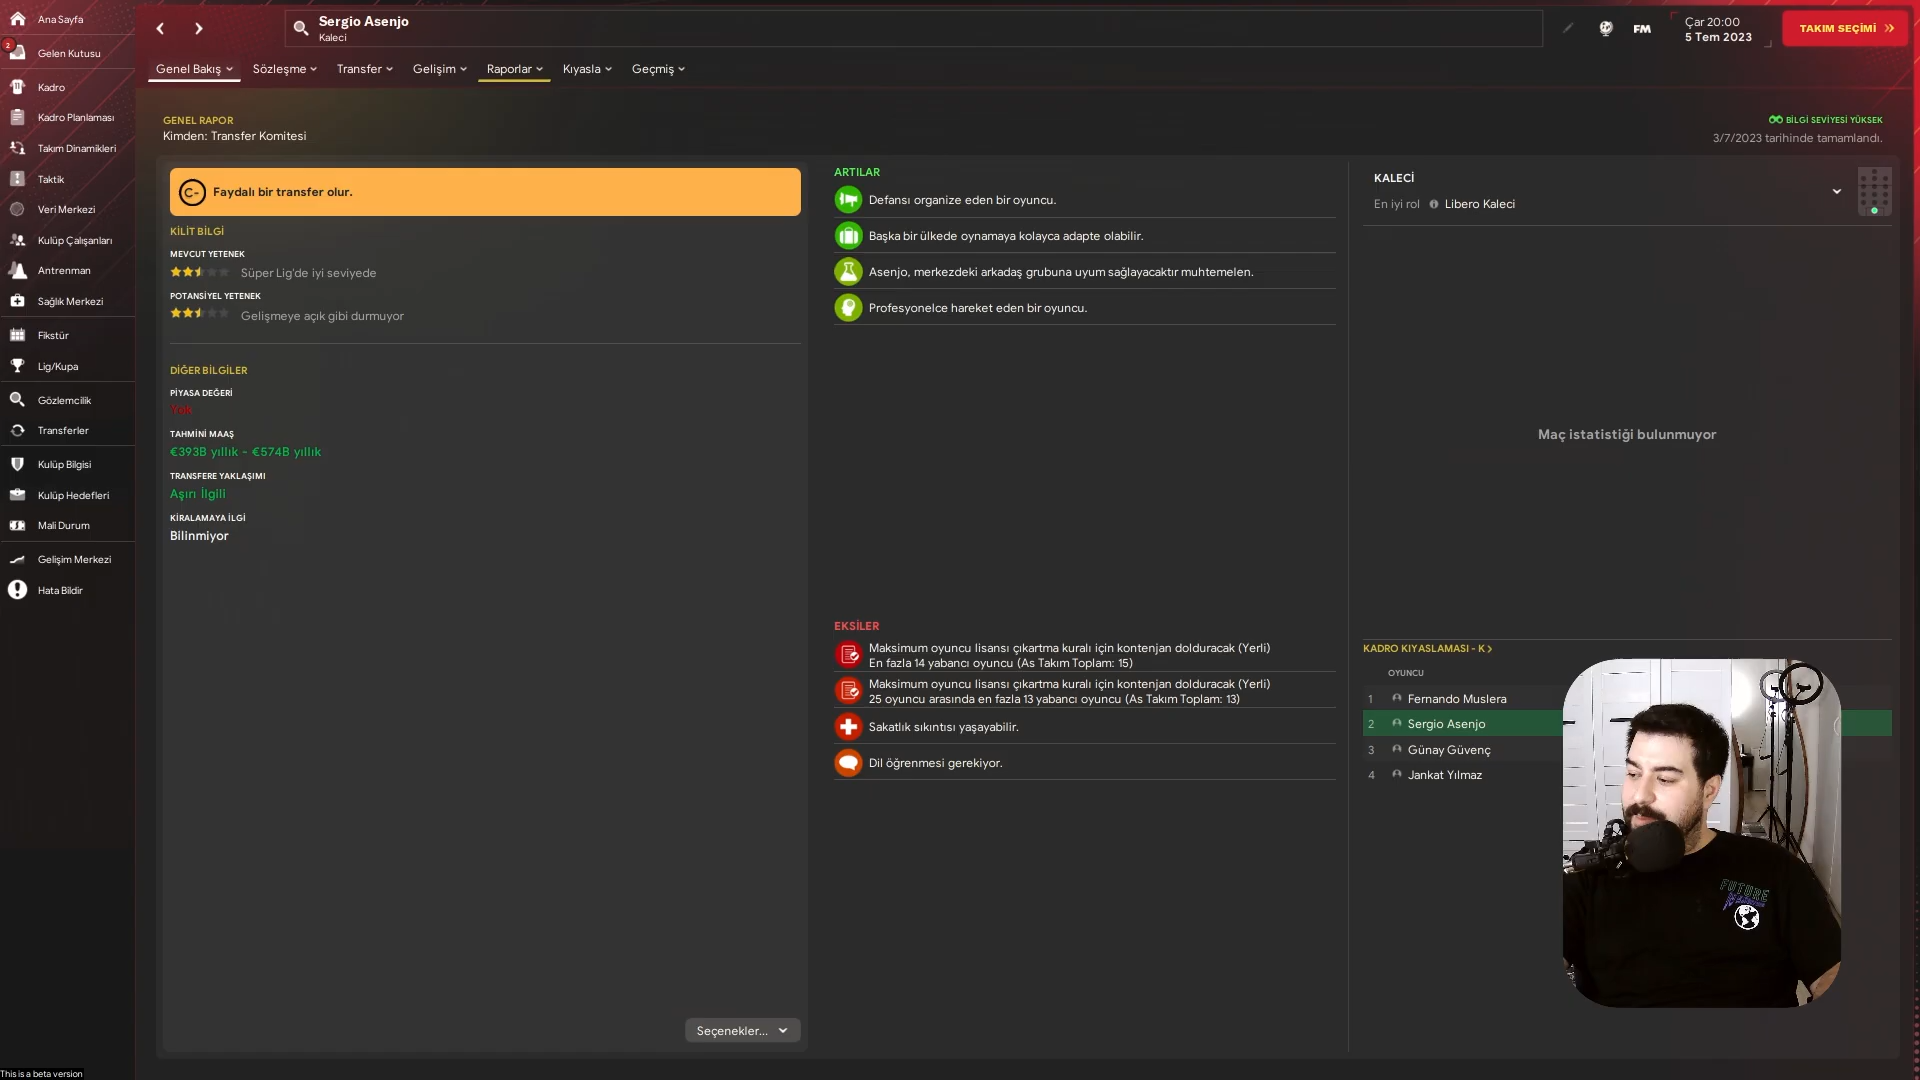 Ana Sayfa
2
Gelen Kutusu
Kadro
Kadro Planlaması
Takım Dinamikleri
Taktik
Veri Merkezi
Kulüp Çalışanları
Antrenman
Sağlık Merkezi
Fikstür
Lig/Kupa
Gözlemcilik
Transferler
Kulüp Bilgisi
Kulüp Hedefleri
Mali Durum
Gelişim Merkezi
Hata Bildir
This is a beta version
Sergio Asenjo
Kaleci
FM
Çar 20:00
5 Tem 2023
TAKIM SEÇİMİ
Genel Bakış
Sözleşme
Transfer
Gelişim
Raporlar
Kıyasla
Geçmiş
GENEL RAPOR
Kimden: Transfer Komitesi
BİLGİ SEVİYESİ YÜKSEK
3/7/2023 tarihinde tamamlandı.
C- Faydalı bir transfer olur.
KİLİT BİLGİ
MEVCUT YETENEK
Süper Lig'de iyi seviyede
POTANSİYEL YETENEK
Gelişmeye açık gibi durmuyor
DİĞER BİLGİLER
PİYASA DEĞERİ
Yok
TAHMİNİ MAAŞ
€393B yıllık - €574B yıllık
TRANSFERE YAKLAŞIMI
Aşırı İlgili
KİRALAMAYA İLGİ
Bilinmiyor
Seçenekler...
ARTILAR
Defansı organize eden bir oyuncu.
Başka bir ülkede oynamaya kolayca adapte olabilir.
Asenjo, merkezdeki arkadaş grubuna uyum sağlayacaktır muhtemelen.
Profesyonelce hareket eden bir oyuncu.
EKSİLER
Maksimum oyuncu lisansı çıkartma kuralı için kontenjan dolduracak (Yerli)
En fazla 14 yabancı oyuncu (As Takım Toplam: 15)
Maksimum oyuncu lisansı çıkartma kuralı için kontenjan dolduracak (Yerli)
25 oyuncu arasında en fazla 13 yabancı oyuncu (As Takım Toplam: 13)
Sakatlık sıkıntısı yaşayabilir.
Dil öğrenmesi gerekiyor.
KALECİ
En iyi rol Libero Kaleci
Maç istatistiği bulunmuyor
KADRO KIYASLAMASI - K
OYUNCU
1 Fernando Muslera
2 Sergio Asenjo
3 Günay Güvenç
4 Jankat Yılmaz
FUTURE